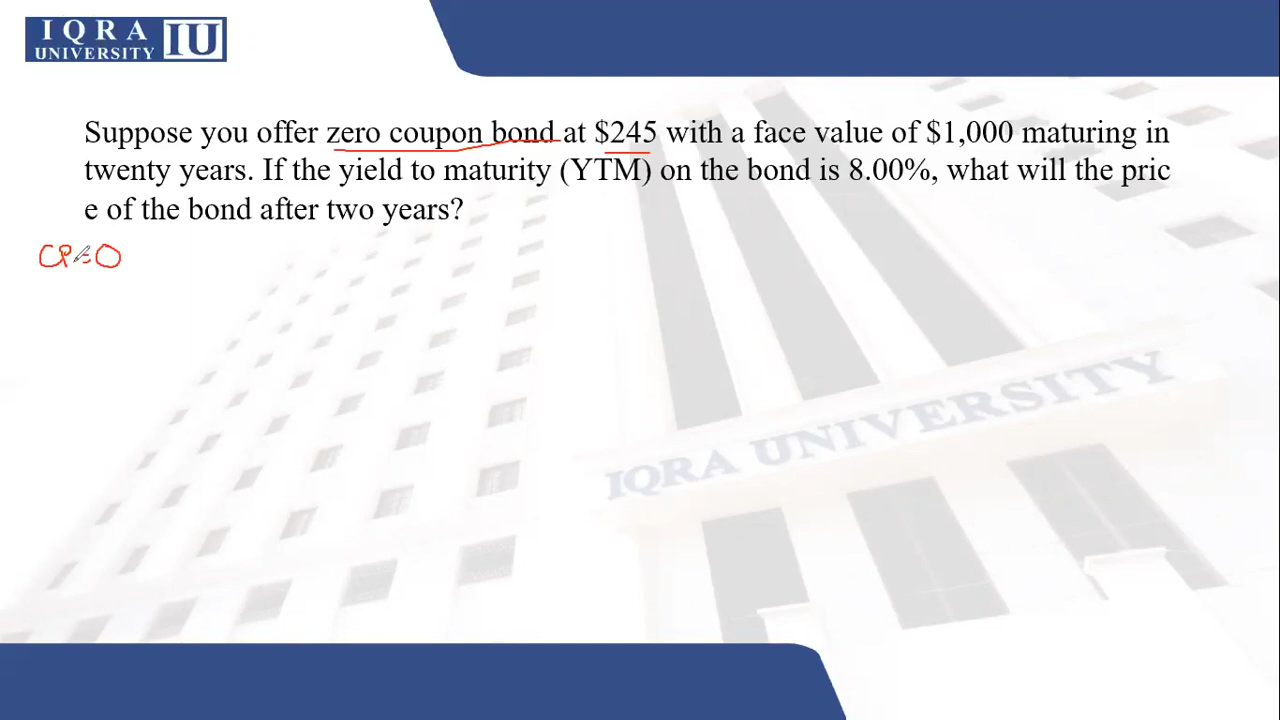 IQRA
UNIVERSITY IU
Suppose you offer zero coupon bond at $245 with a face value of $1,000 maturing in
twenty years. If the yield to maturity (YTM) on the bond is 8.00%, what will the pric
e of the bond after two years?
CP=0
IQRA UNIVERSITY